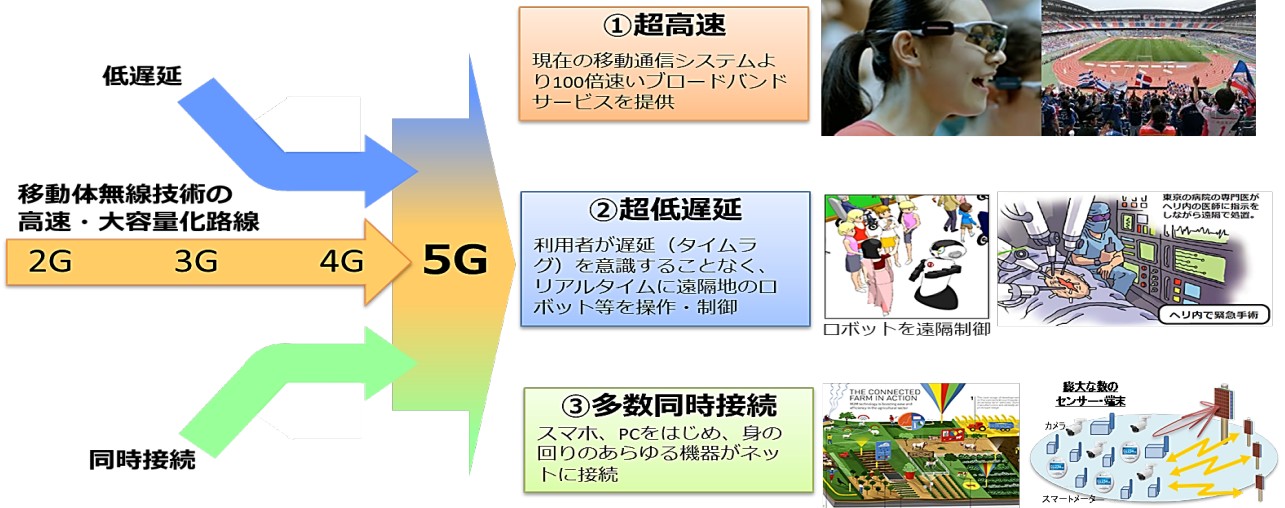 低遅延
移動体無線技術の
高速・大容量化路線
2G 3G 4G
5G
同時接続
①超高速
現在の移動通信システムよ
り100倍速いブロードバンド
サービスを提供
②超低遅延
利用者が遅延（タイムラ
グ）を意識することなく、
リアルタイムに遠隔地のロ
ボット等を操作・制御
ロボットを遠隔制御
東京の病院の専門医が
ヘリ内の医師に指示を
しながら遠隔で処置。
ヘリ内で緊急手術
③多数同時接続
スマホ、PCをはじめ、身の
回りのあらゆる機器がネッ
トに接続
THE CONNECTED
FARM IN ACTION
膨大な数の
センサー・端末
カメラ
スマートメーター